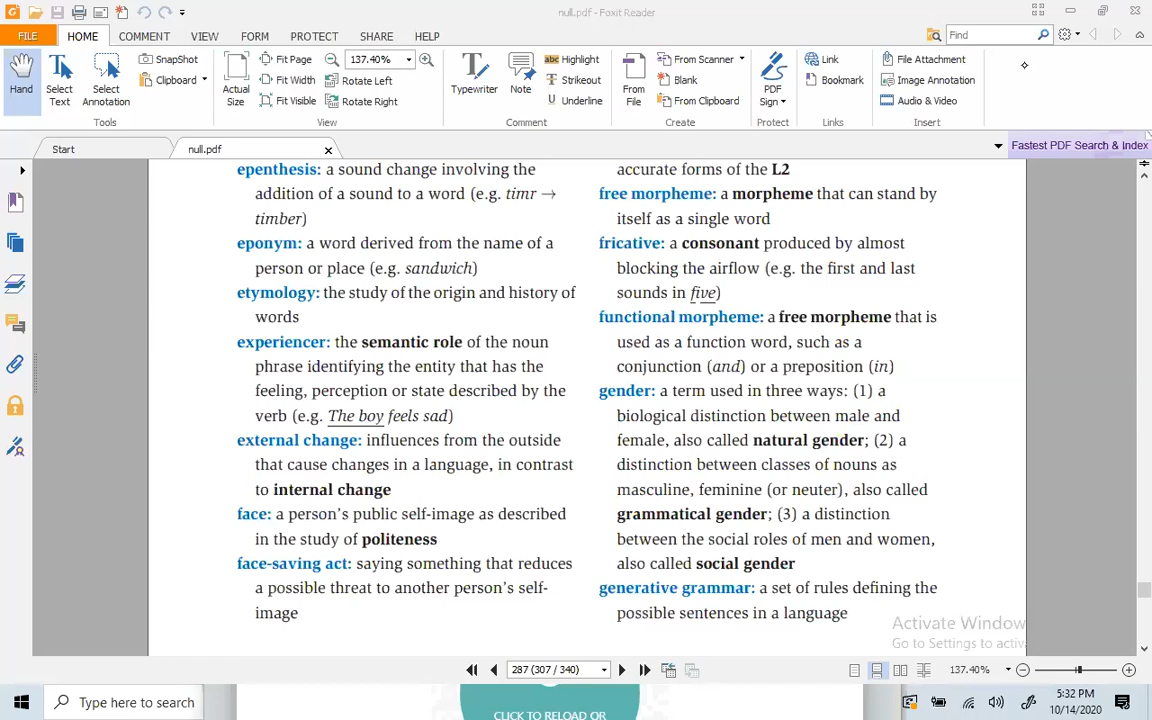 null.pdf - Foxit Reader
FILE HOME COMMENT VIEW FORM PROTECT SHARE HELP
Find
Hand
Select Text
Select Annotation
SnapShot
Clipboard
Tools
Actual Size
Fit Page
Fit Width
Fit Visible
137.40%
Rotate Left
Rotate Right
View
Typewriter
Note
Highlight
Strikeout
Underline
Comment
From File
From Scanner
Blank
From Clipboard
Create
PDF Sign
Protect
Link
Bookmark
Links
File Attachment
Image Annotation
Audio & Video
Insert
Start
null.pdf
Fastest PDF Search & Index
epenthesis: a sound change involving the
addition of a sound to a word (e.g. timr →
timber)
eponym: a word derived from the name of a
person or place (e.g. sandwich)
etymology: the study of the origin and history of
words
experiencer: the semantic role of the noun
phrase identifying the entity that has the
feeling, perception or state described by the
verb (e.g. The boy feels sad)
external change: influences from the outside
that cause changes in a language, in contrast
to internal change
face: a person's public self-image as described
in the study of politeness
face-saving act: saying something that reduces
a possible threat to another person's self-
image
accurate forms of the L2
free morpheme: a morpheme that can stand by
itself as a single word
fricative: a consonant produced by almost
blocking the airflow (e.g. the first and last
sounds in five)
functional morpheme: a free morpheme that is
used as a function word, such as a
conjunction (and) or a preposition (in)
gender: a term used in three ways: (1) a
biological distinction between male and
female, also called natural gender; (2) a
distinction between classes of nouns as
masculine, feminine (or neuter), also called
grammatical gender; (3) a distinction
between the social roles of men and women,
also called social gender
generative grammar: a set of rules defining the
possible sentences in a language
Activate Window
Go to Settings to activ
287 (307 / 340)
137.40%
Type here to search
CLICK TO RELOAD OR
5:32 PM
10/14/2020